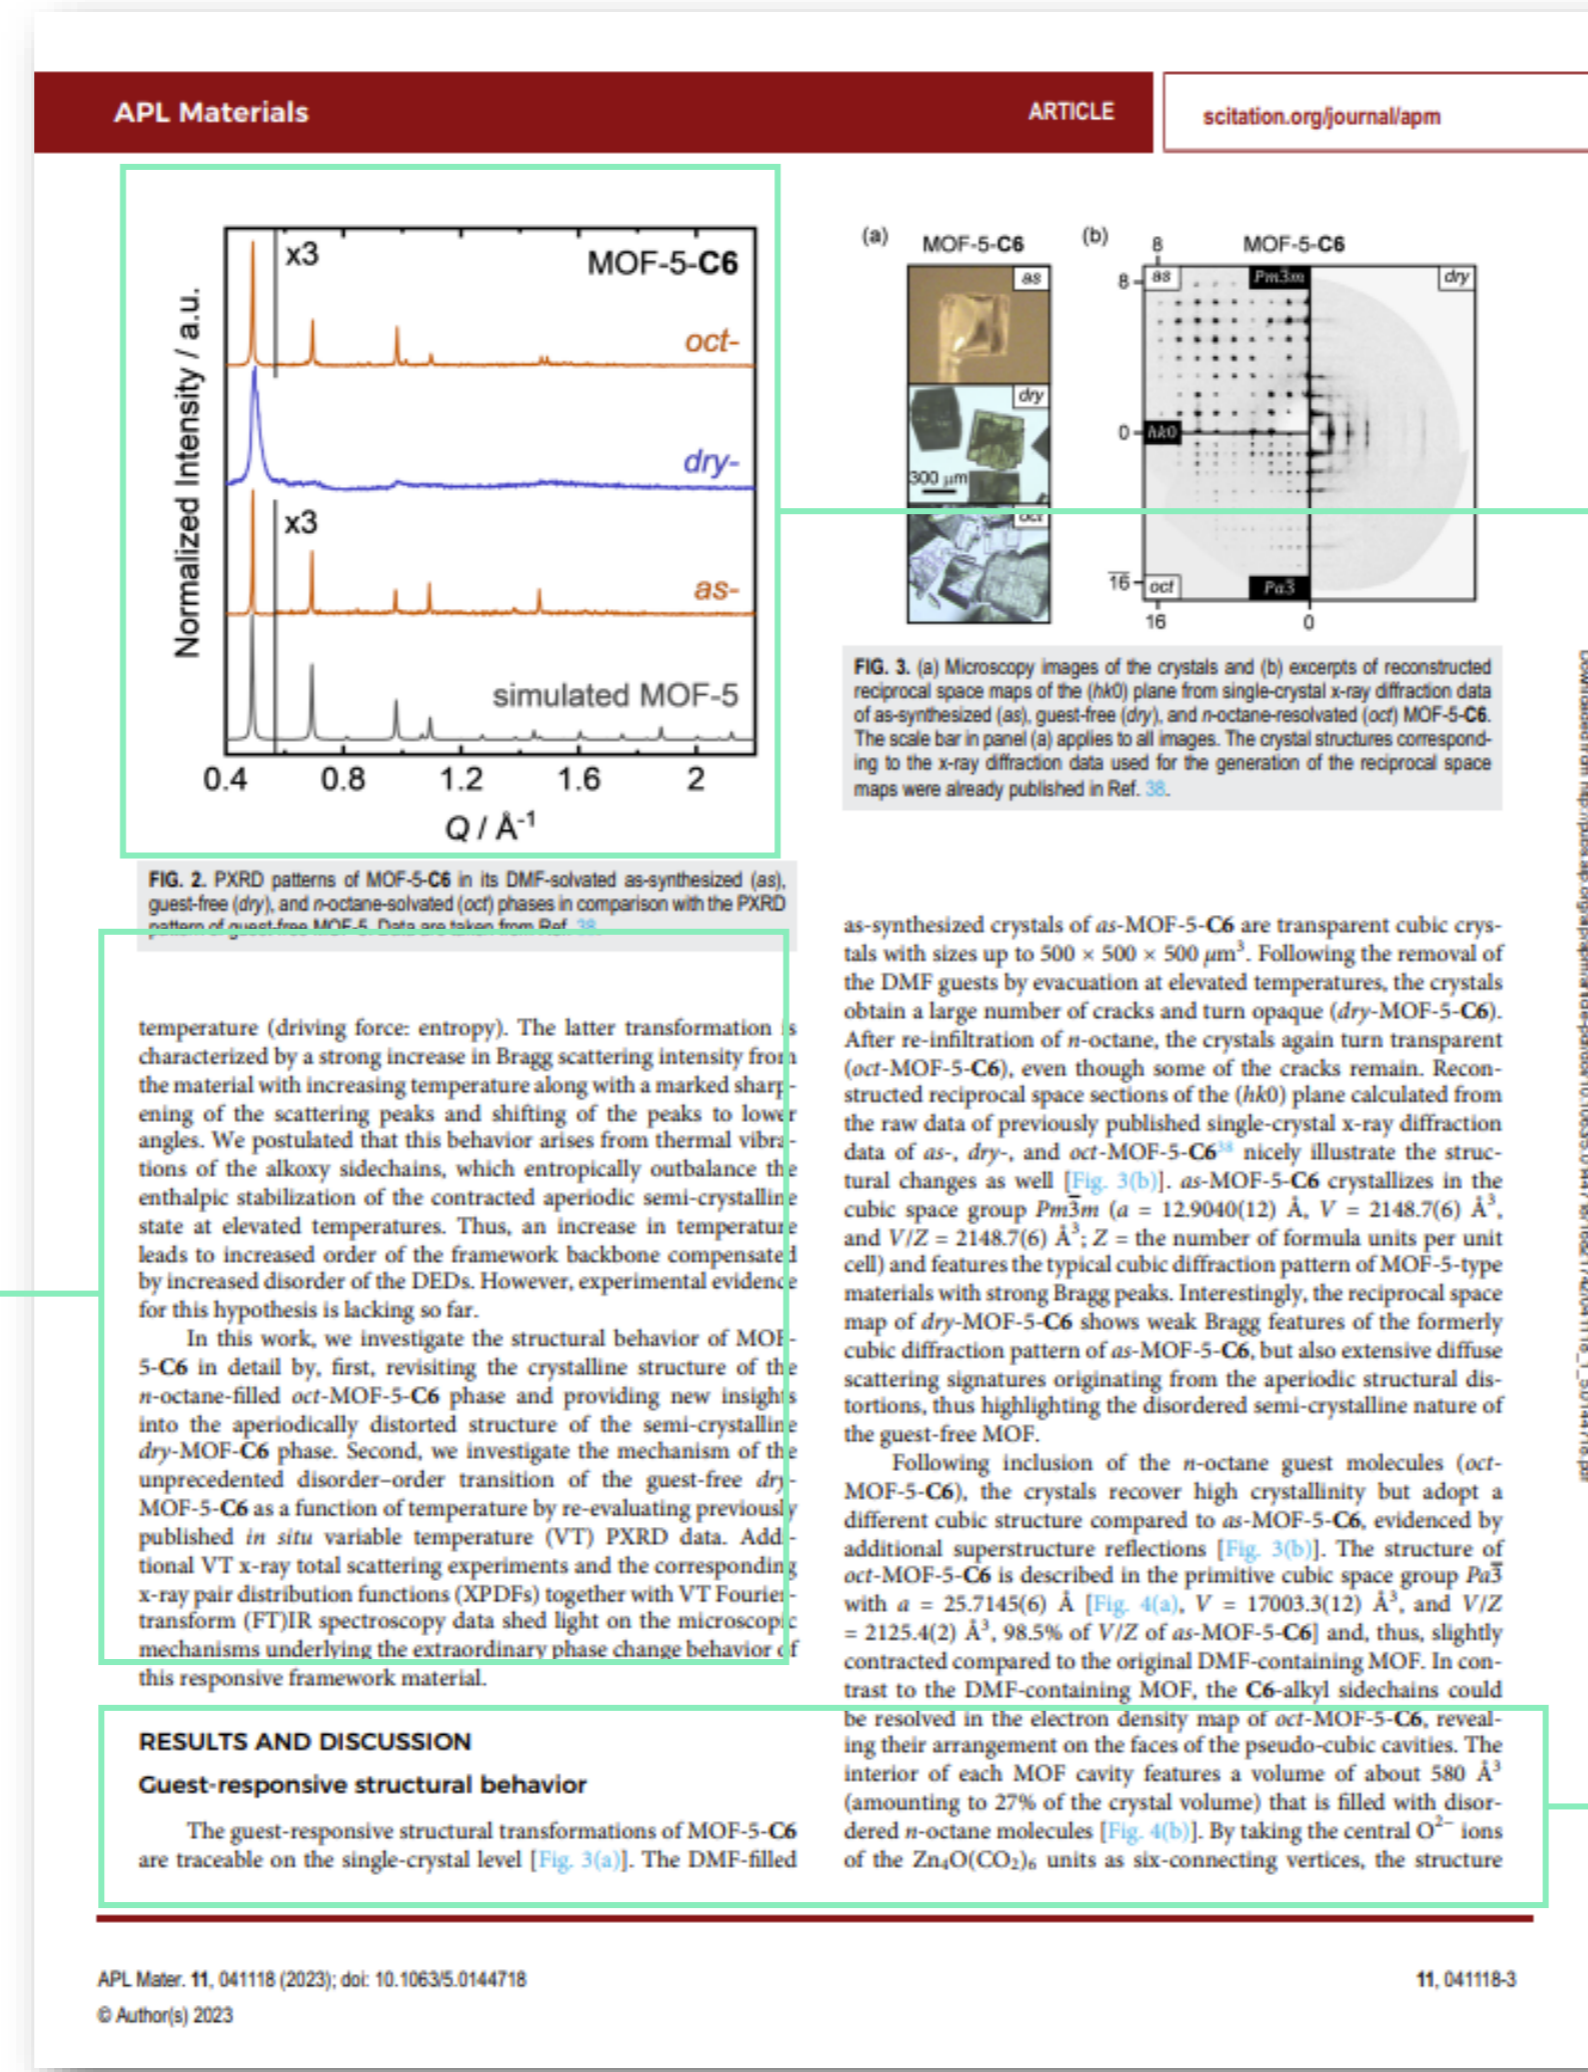 APL Materials
ARTICLE
scitation.org/journal/apm
x3
MOF-5-C6
oct-
dry-
x3
as-
simulated MOF-5
Normalized Intensity / a.u.
0.4 0.8 1.2 1.6 2
Q / Å-1
FIG. 2. PXRD patterns of MOF-5-C6 in its DMF-solvated as-synthesized (as),
guest-free (dry), and n-octane-solvated (oct) phases in comparison with the PXRD
pattern of guest-free MOF-5. Data are taken from Ref. 38.
temperature (driving force: entropy). The latter transformation is
characterized by a strong increase in Bragg scattering intensity from
the material with increasing temperature along with a marked sharp-
ening of the scattering peaks and shifting of the peaks to lower
angles. We postulated that this behavior arises from thermal vibra-
tions of the alkoxy sidechains, which entropically outbalance the
enthalpic stabilization of the contracted aperiodic semi-crystalline
state at elevated temperatures. Thus, an increase in temperature
leads to increased order of the framework backbone compensated
by increased disorder of the DEDs. However, experimental evidence
for this hypothesis is lacking so far.
In this work, we investigate the structural behavior of MOF-
5-C6 in detail by, first, revisiting the crystalline structure of the
n-octane-filled oct-MOF-5-C6 phase and providing new insights
into the aperiodically distorted structure of the semi-crystalline
dry-MOF-C6 phase. Second, we investigate the mechanism of the
unprecedented disorder–order transition of the guest-free dry-
MOF-5-C6 as a function of temperature by re-evaluating previously
published in situ variable temperature (VT) PXRD data. Addi-
tional VT x-ray total scattering experiments and the corresponding
x-ray pair distribution functions (XPDFs) together with VT Fourier-
transform (FT)IR spectroscopy data shed light on the microscopic
mechanisms underlying the extraordinary phase change behavior of
this responsive framework material.
RESULTS AND DISCUSSION
Guest-responsive structural behavior
The guest-responsive structural transformations of MOF-5-C6
are traceable on the single-crystal level [Fig. 3(a)]. The DMF-filled
(a) MOF-5-C6
as
dry
300 μm
oct
(b) 8 MOF-5-C6
8 as Pm3̅m dry
0 hk0
1̅6̅ oct Pa3̅
16 0
FIG. 3. (a) Microscopy images of the crystals and (b) excerpts of reconstructed
reciprocal space maps of the (hk0) plane from single-crystal x-ray diffraction data
of as-synthesized (as), guest-free (dry), and n-octane-resolvated (oct) MOF-5-C6.
The scale bar in panel (a) applies to all images. The crystal structures correspond-
ing to the x-ray diffraction data used for the generation of the reciprocal space
maps were already published in Ref. 38.
as-synthesized crystals of as-MOF-5-C6 are transparent cubic crys-
tals with sizes up to 500 × 500 × 500 μm³. Following the removal of
the DMF guests by evacuation at elevated temperatures, the crystals
obtain a large number of cracks and turn opaque (dry-MOF-5-C6).
After re-infiltration of n-octane, the crystals again turn transparent
(oct-MOF-5-C6), even though some of the cracks remain. Recon-
structed reciprocal space sections of the (hk0) plane calculated from
the raw data of previously published single-crystal x-ray diffraction
data of as-, dry-, and oct-MOF-5-C6³⁸ nicely illustrate the struc-
tural changes as well [Fig. 3(b)]. as-MOF-5-C6 crystallizes in the
cubic space group Pm3̅m (a = 12.9040(12) Å, V = 2148.7(6) Å³,
and V/Z = 2148.7(6) Å³; Z = the number of formula units per unit
cell) and features the typical cubic diffraction pattern of MOF-5-type
materials with strong Bragg peaks. Interestingly, the reciprocal space
map of dry-MOF-5-C6 shows weak Bragg features of the formerly
cubic diffraction pattern of as-MOF-5-C6, but also extensive diffuse
scattering signatures originating from the aperiodic structural dis-
tortions, thus highlighting the disordered semi-crystalline nature of
the guest-free MOF.
Following inclusion of the n-octane guest molecules (oct-
MOF-5-C6), the crystals recover high crystallinity but adopt a
different cubic structure compared to as-MOF-5-C6, evidenced by
additional superstructure reflections [Fig. 3(b)]. The structure of
oct-MOF-5-C6 is described in the primitive cubic space group Pa3̅
with a = 25.7145(6) Å [Fig. 4(a), V = 17003.3(12) Å³, and V/Z
= 2125.4(2) Å³, 98.5% of V/Z of as-MOF-5-C6] and, thus, slightly
contracted compared to the original DMF-containing MOF. In con-
trast to the DMF-containing MOF, the C6-alkyl sidechains could
be resolved in the electron density map of oct-MOF-5-C6, reveal-
ing their arrangement on the faces of the pseudo-cubic cavities. The
interior of each MOF cavity features a volume of about 580 Å³
(amounting to 27% of the crystal volume) that is filled with disor-
dered n-octane molecules [Fig. 4(b)]. By taking the central O²⁻ ions
of the Zn₄O(CO₂)₆ units as six-connecting vertices, the structure
APL Mater. 11, 041118 (2023); doi: 10.1063/5.0144718
© Author(s) 2023
11, 041118-3